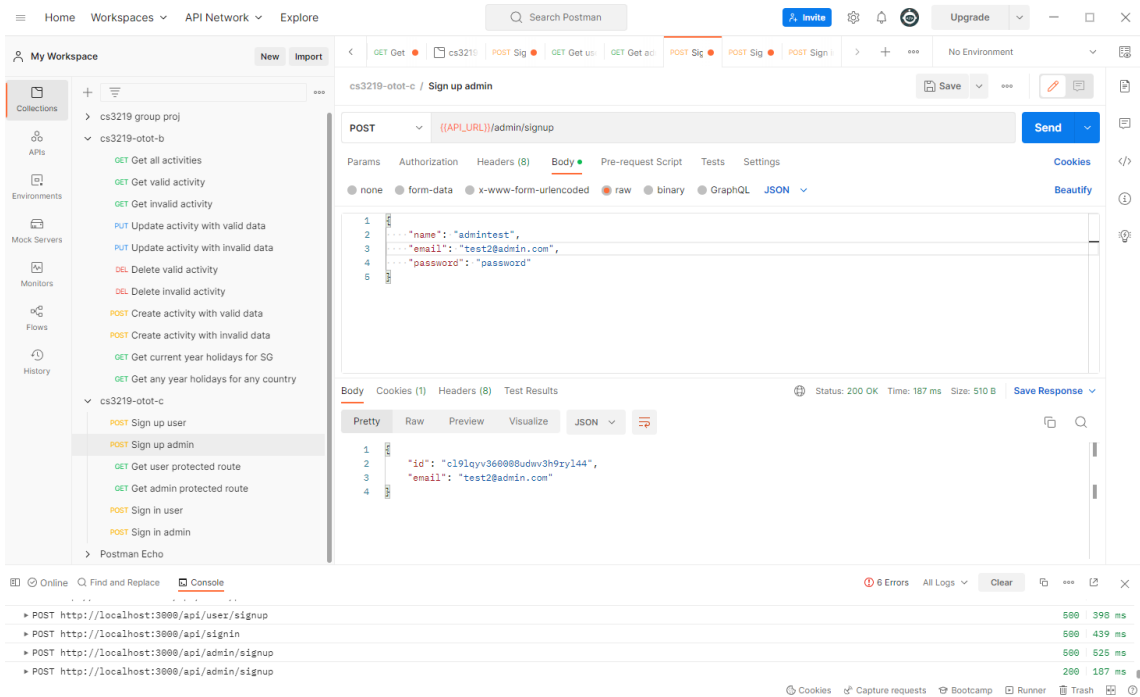 Home Workspaces API Network Explore Search Postman Invite Upgrade
My Workspace New Import
GET Get cs3219 POST Sig GET Get us GET Get ad POST Sig POST Sig POST Sign No Environment
cs3219-otot-c / Sign up admin Save
POST {{API_URL}}/admin/signup Send
Params Authorization Headers (8) Body Pre-request Script Tests Settings Cookies
none form-data x-www-form-urlencoded raw binary GraphQL JSON Beautify
1 {
2 "name": "admintest",
3 "email": "test2@admin.com",
4 "password": "password"
5 }
Collections
APIs
Environments
Mock Servers
Monitors
Flows
History
cs3219 group proj
cs3219-otot-b
GET Get all activities
GET Get valid activity
GET Get invalid activity
PUT Update activity with valid data
PUT Update activity with invalid data
DEL Delete valid activity
DEL Delete invalid activity
POST Create activity with valid data
POST Create activity with invalid data
GET Get current year holidays for SG
GET Get any year holidays for any country
cs3219-otot-c
POST Sign up user
POST Sign up admin
GET Get user protected route
GET Get admin protected route
POST Sign in user
POST Sign in admin
Postman Echo
Body Cookies (1) Headers (8) Test Results Status: 200 OK Time: 187 ms Size: 510 B Save Response
Pretty Raw Preview Visualize JSON
1 {
2 "id": "cl9lqyv360008udwv3h9ryl44",
3 "email": "test2@admin.com"
4 }
Online Find and Replace Console 6 Errors All Logs Clear
POST http://localhost:3000/api/user/signup 500 398 ms
POST http://localhost:3000/api/signin 500 439 ms
POST http://localhost:3000/api/admin/signup 500 525 ms
POST http://localhost:3000/api/admin/signup 200 187 ms
Cookies Capture requests Bootcamp Runner Trash